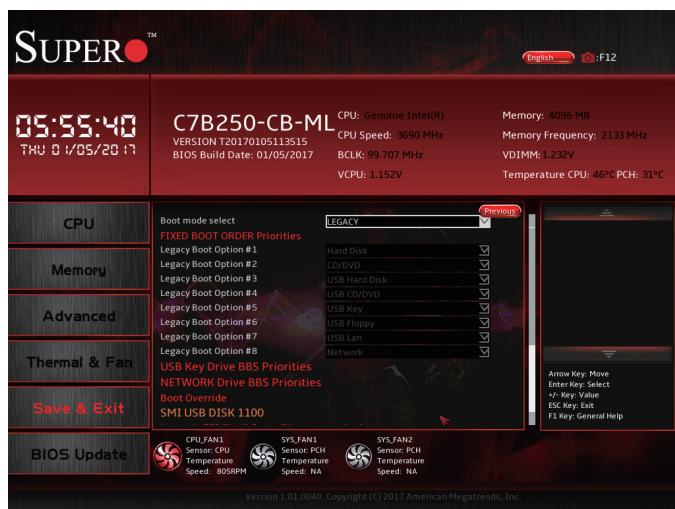 SUPER™
English :F12
05:55:40
THU 01/05/2017
C7B250-CB-ML
VERSION T20170105113515
BIOS Build Date: 01/05/2017
CPU: Genuine Intel(R)
CPU Speed: 3690 MHz
BCLK: 99.707 MHz
VCPU: 1.152V
Memory: 4096 MB
Memory Frequency: 2133 MHz
VDIMM: 1.232V
Temperature CPU: 46°C PCH: 31°C
CPU
Memory
Advanced
Thermal & Fan
Save & Exit
BIOS Update
Previous
Boot mode select LEGACY
FIXED BOOT ORDER Priorities
Legacy Boot Option #1 Hard Disk
Legacy Boot Option #2 CD/DVD
Legacy Boot Option #3 USB Hard Disk
Legacy Boot Option #4 USB CD/DVD
Legacy Boot Option #5 USB Key
Legacy Boot Option #6 USB Floppy
Legacy Boot Option #7 USB Lan
Legacy Boot Option #8 Network
USB Key Drive BBS Priorities
NETWORK Drive BBS Priorities
Boot Override
SMI USB DISK 1100
Arrow Key: Move
Enter Key: Select
+/- Key: Value
ESC Key: Exit
F1 Key: General Help
CPU_FAN1
Sensor: CPU
Temperature
Speed: 805RPM
SYS_FAN1
Sensor: PCH
Temperature
Speed: NA
SYS_FAN2
Sensor: PCH
Temperature
Speed: NA
Version 1.01.0040. Copyright (C) 2017 American Megatrends, Inc.